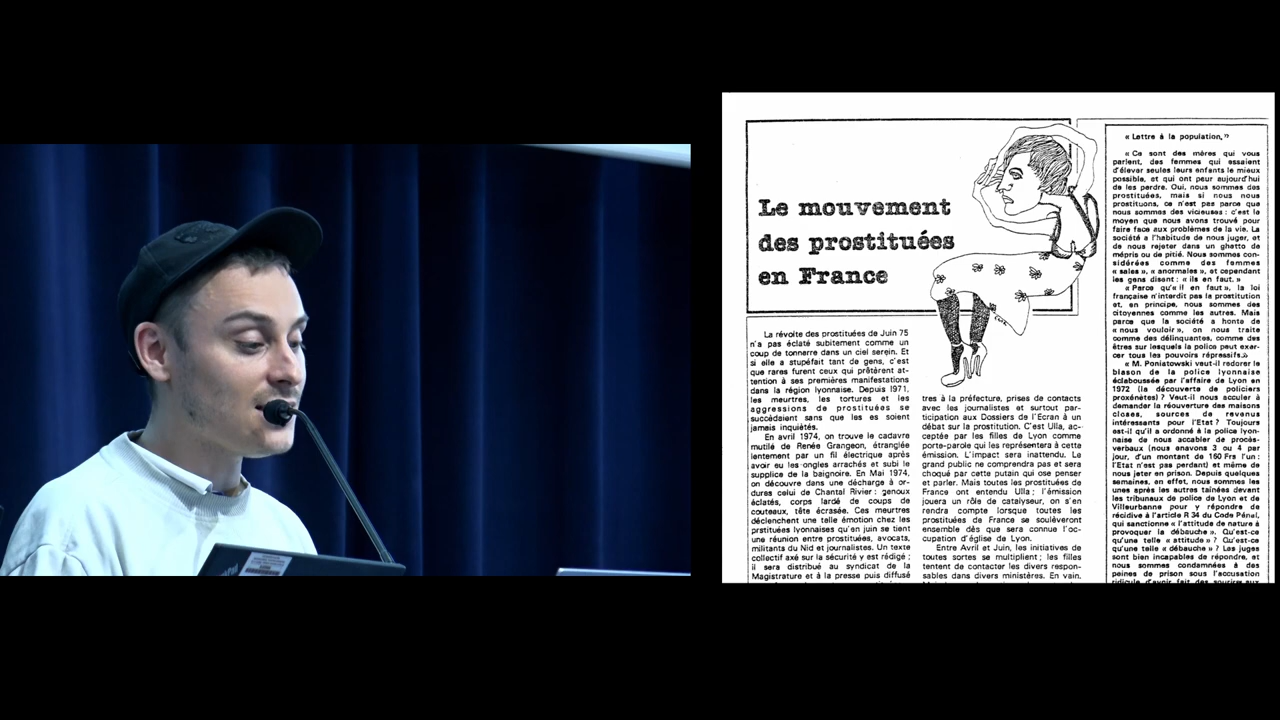 Le mouvement
des prostituées
en France
La révolte des prostituées de Juin 75
n'a pas éclaté subitement comme un
coup de tonnerre dans un ciel serein. Et
si elle a stupéfait tant de gens, c'est
que rares furent ceux qui prêtèrent at-
tention à ses premières manifestations
dans la région lyonnaise. Depuis 1971,
les meurtres, les tortures et les
aggressions de prostituées se
succèdaient sans que les es soient
jamais inquiétés.
En avril 1974, on trouve le cadavre
mutilé de Renée Grangeon, étranglée
lentement par un fil électrique après
avoir eu les ongles arrachés et subi le
supplice de la baignoire. En Mai 1974,
on découvre dans une décharge à or-
dures celui de Chantal Rivier : genoux
éclatés, corps lardé de coups de
couteaux, tête écrasée. Ces meurtres
déclenchent une telle émotion chez les
prstituées lyonnaises qu'en juin se tient
une réunion entre prostituées, avocats,
militants du Nid et journalistes. Un texte
collectif axé sur la sécurité y est rédigé ;
il sera distribué au syndicat de la
Magistrature et à la presse puis diffusé
tres à la préfecture, prises de contacts
avec les journalistes et surtout par-
ticipation aux Dossiers de l'Ecran à un
débat sur la prostitution. C'est Ulla, ac-
ceptée par les filles de Lyon comme
porte-parole qui les représentera à cette
émission. L'impact sera inattendu. Le
grand public ne comprendra pas et sera
choqué par cette putain qui ose penser
et parler. Mais toutes les prostituées de
France ont entendu Ulla ; l'émission
jouera un rôle de catalyseur, on s'en
rendra compte lorsque toutes les
prostituées de France se soulèveront
ensemble dès que sera connue l'oc-
cupation d'église de Lyon.
Entre Avril et Juin, les initiatives de
toutes sortes se multiplient ; les filles
tentent de contacter les divers respon-
sables dans divers ministères. En vain.
« Lettre à la population. »
« Ce sont des mères qui vous
parlent, des femmes qui essaient
d'élever seules leurs enfants le mieux
possible, et qui ont peur aujourd'hui
de les perdre. Oui, nous sommes des
prostituées, mais si nous nous
prostituons, ce n'est pas parce que
nous sommes des vicieuses : c'est le
moyen que nous avons trouvé pour
faire face aux problèmes de la vie. La
société a l'habitude de nous juger, et
de nous rejeter dans un ghetto de
mépris ou de pitié. Nous sommes con-
sidérées comme des femmes
« sales », « anormales », et cependant
les gens disent : « ils en faut. »
« Parce qu'« il en faut », la loi
française n'interdit pas la prostitution
et, en principe, nous sommes des
citoyennes comme les autres. Mais
parce que la société a honte de
« nous vouloir », on nous traite
comme des délinquantes, comme des
êtres sur lesquels la police peut exer-
cer tous les pouvoirs répressifs.»
« M. Poniatowski veut-il redorer le
blason de la police lyonnaise
éclaboussée par l'affaire de Lyon en
1972 (la découverte de policiers
proxénètes) ? Veut-il nous acculer à
demander la réouverture des maisons
closes, sources de revenus
intéressants pour l'Etat ? Toujours
est-il qu'il a ordonné à la police lyon-
naise de nous accabler de procès-
verbaux (nous enavons 3 ou 4 par
jour, d'un montant de 160 Frs l'un :
l'Etat n'est pas perdant) et même de
nous jeter en prison. Depuis quelques
semaines, en effet, nous sommes les
unes après les autres taînées devant
les tribunaux de police de Lyon et de
Villeurbanne pour y répondre de
récidive à l'article R 34 du Code Pénal,
qui sanctionne « l'attitude de nature à
provoquer la débauche ». Qu'est-ce
qu'une telle « attitude » ? Qu'est-ce
qu'une telle « débauche » ? Les juges
sont bien incapables de répondre, et
nous sommes condamnées à des
peines de prison sous l'accusation
ridicule d'avoir fait des sourires aux